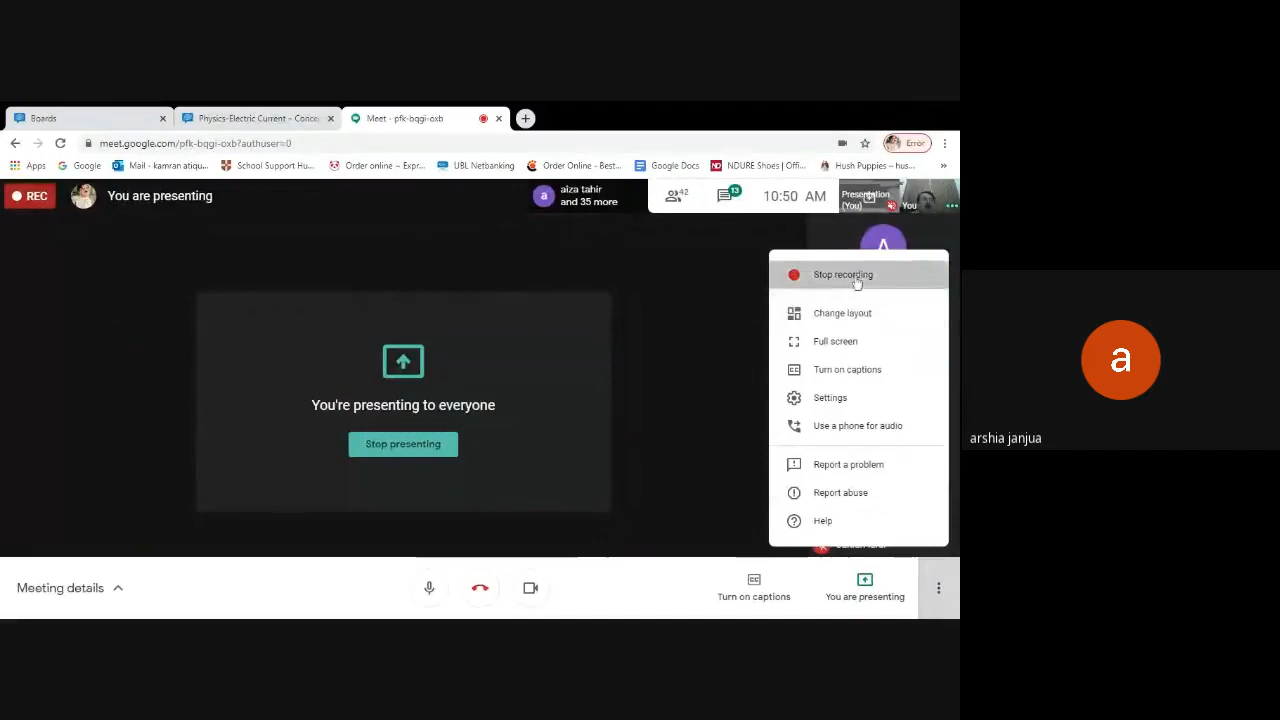 Boards
Physics-Electric Current – Conce
Meet - pfk-bqgi-oxb
meet.google.com/pfk-bqgi-oxb?authuser=0
Error
Apps
Google
Mail - kamran atiqu...
School Support Hu...
Order online – Expr...
UBL Netbanking
Order Online - Best...
Google Docs
NDURE Shoes | Offi...
Hush Puppies – hus...
REC
You are presenting
a
aiza tahir
and 35 more
42
13
10:50 AM
Presentation
(You)
You
A
Stop recording
Change layout
Full screen
Turn on captions
Settings
Use a phone for audio
Report a problem
Report abuse
Help
You're presenting to everyone
Stop presenting
Meeting details
Turn on captions
You are presenting
a
arshia janjua